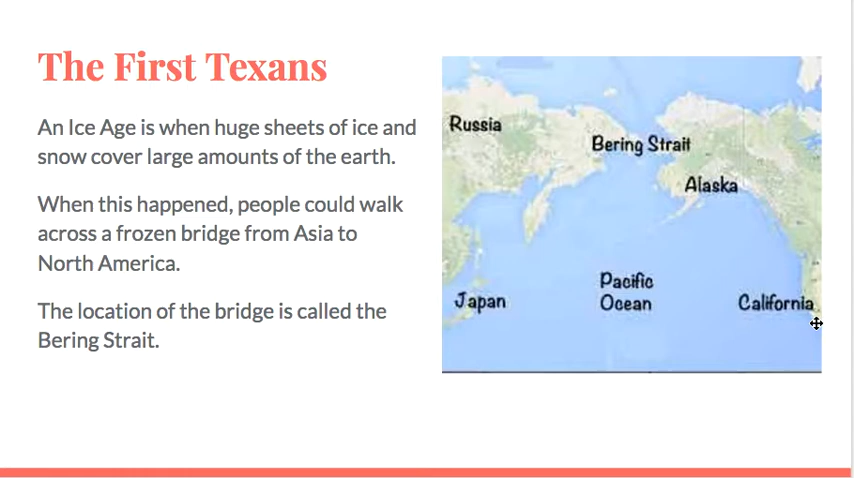 The First Texans
An Ice Age is when huge sheets of ice and
snow cover large amounts of the earth.
When this happened, people could walk
across a frozen bridge from Asia to
North America.
The location of the bridge is called the
Bering Strait.
Russia
Bering Strait
Alaska
Pacific
Ocean
Japan
California